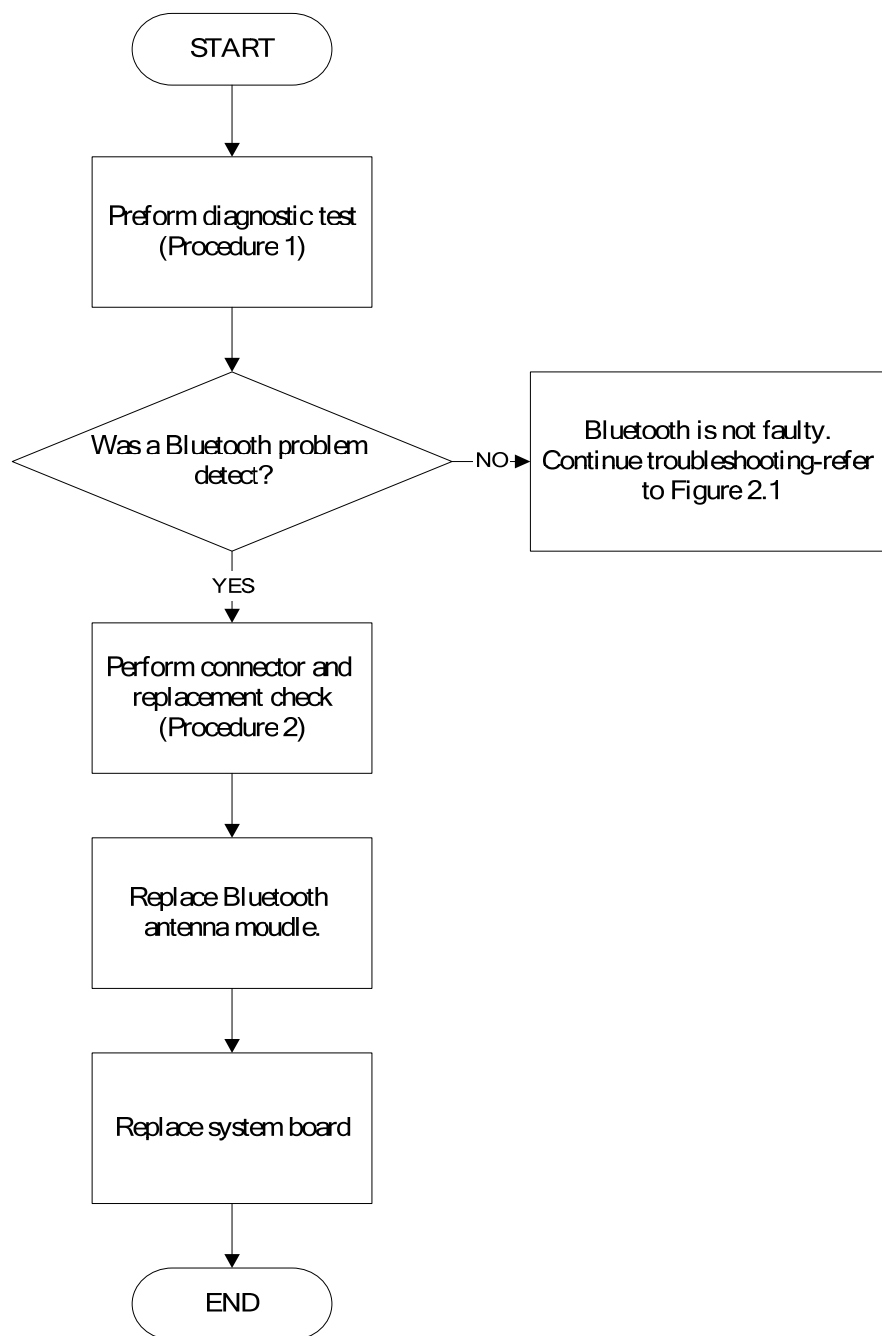 START
Preform diagnostic test
(Procedure 1)
Was a Bluetooth problem
detect?
NO
Bluetooth is not faulty.
Continue troubleshooting-refer
to Figure 2.1
YES
Perform connector and
replacement check
(Procedure 2)
Replace Bluetooth
antenna moudle.
Replace system board
END